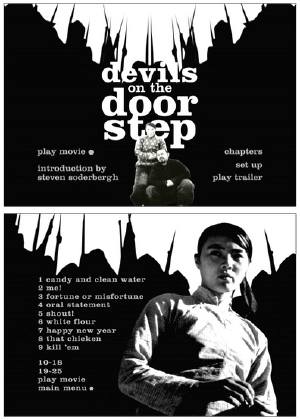 devils
on the
door
step
play movie
introduction by
steven soderbergh
chapters
set up
play trailer
1 candy and clean water
2 me!
3 fortune or misfortune
4 oral statement
5 shout!
6 white flour
7 happy new year
8 that chicken
9 kill 'em
10-18
19-25
play movie
main menu